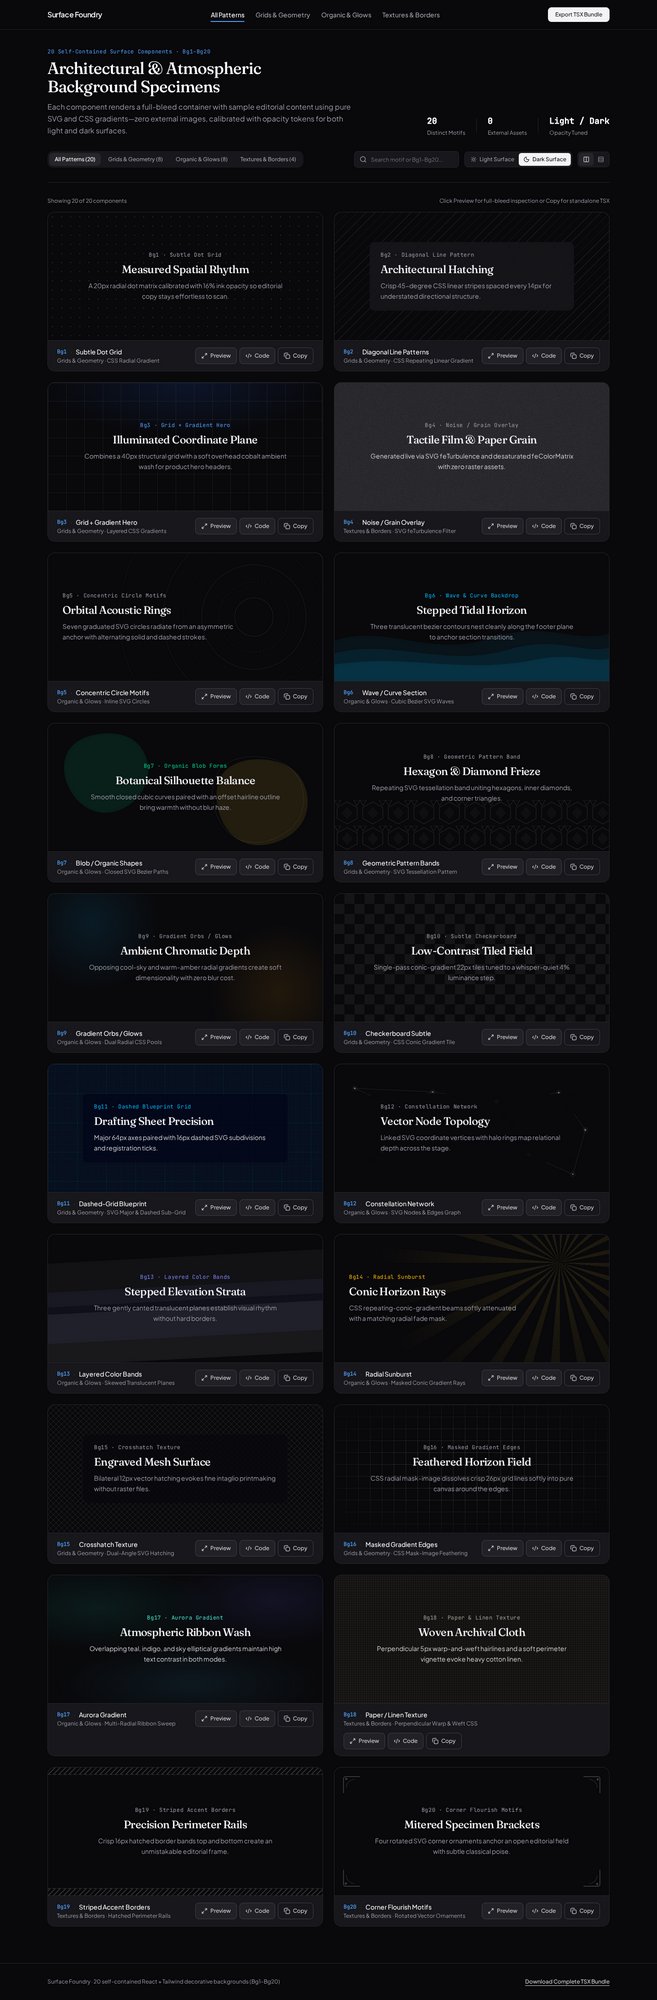 Surface Foundry
All Patterns
Grids & Geometry
Organic & Glows
Textures & Borders
Export TSX Bundle
20 Self-Contained Surface Components · Bg1–Bg20
Architectural & Atmospheric
Background Specimens
Each component renders a full-bleed container with sample editorial content using pure
SVG and CSS gradients—zero external images, calibrated with opacity tokens for both
light and dark surfaces.
20
Distinct Motifs
0
External Assets
Light / Dark
Opacity Tuned
All Patterns (20)
Grids & Geometry (8)
Organic & Glows (8)
Textures & Borders (4)
Search motif or Bg1–Bg20...
Light Surface
Dark Surface
Showing 20 of 20 components
Click Preview for full-bleed inspection or Copy for standalone TSX
Bg1 · Subtle Dot Grid
Measured Spatial Rhythm
A 20px radial dot matrix calibrated with 16% ink opacity so editorial
copy stays effortless to scan.
Bg1 Subtle Dot Grid
Grids & Geometry · CSS Radial Gradient
Preview
Code
Copy
Bg2 · Diagonal Line Pattern
Architectural Hatching
Crisp 45-degree CSS linear stripes spaced every 14px for
understated directional structure.
Bg2 Diagonal Line Patterns
Grids & Geometry · CSS Repeating Linear Gradient
Preview
Code
Copy
Bg3 · Grid + Gradient Hero
Illuminated Coordinate Plane
Combines a 40px structural grid with a soft overhead cobalt ambient
wash for product hero headers.
Bg3 Grid + Gradient Hero
Grids & Geometry · Layered CSS Gradients
Preview
Code
Copy
Bg4 · Noise / Grain Overlay
Tactile Film & Paper Grain
Generated live via SVG feTurbulence and desaturated feColorMatrix
with zero raster assets.
Bg4 Noise / Grain Overlay
Textures & Borders · SVG feTurbulence Filter
Preview
Code
Copy
Bg5 · Concentric Circle Motifs
Orbital Acoustic Rings
Seven graduated SVG circles radiate from an asymmetric
anchor with alternating solid and dashed strokes.
Bg5 Concentric Circle Motifs
Organic & Glows · Inline SVG Circles
Preview
Code
Copy
Bg6 · Wave & Curve Backdrop
Stepped Tidal Horizon
Three translucent bezier contours nest cleanly along the footer plane
to anchor section transitions.
Bg6 Wave / Curve Section
Organic & Glows · Cubic Bezier SVG Waves
Preview
Code
Copy
Bg7 · Organic Blob Forms
Botanical Silhouette Balance
Smooth closed cubic curves paired with an offset hairline outline
bring warmth without blur haze.
Bg7 Blob / Organic Shapes
Organic & Glows · Closed SVG Bezier Paths
Preview
Code
Copy
Bg8 · Geometric Pattern Band
Hexagon & Diamond Frieze
Repeating SVG tessellation band uniting hexagons, inner diamonds,
and corner triangles.
Bg8 Geometric Pattern Bands
Grids & Geometry · SVG Tessellation Pattern
Preview
Code
Copy
Bg9 · Gradient Orbs / Glows
Ambient Chromatic Depth
Opposing cool-sky and warm-amber radial gradients create soft
dimensionality with zero blur cost.
Bg9 Gradient Orbs / Glows
Organic & Glows · Dual Radial CSS Pools
Preview
Code
Copy
Bg10 · Subtle Checkerboard
Low-Contrast Tiled Field
Single-pass conic-gradient 22px tiles tuned to a whisper-quiet 4%
luminance step.
Bg10 Checkerboard Subtle
Grids & Geometry · CSS Conic Gradient Tile
Preview
Code
Copy
Bg11 · Dashed Blueprint Grid
Drafting Sheet Precision
Major 64px axes paired with 16px dashed SVG subdivisions
and registration ticks.
Bg11 Dashed-Grid Blueprint
Grids & Geometry · SVG Major & Dashed Sub-Grid
Preview
Code
Copy
Bg12 · Constellation Network
Vector Node Topology
Linked SVG coordinate vertices with halo rings map relational
depth across the stage.
Bg12 Constellation Network
Organic & Glows · SVG Nodes & Edges Graph
Preview
Code
Copy
Bg13 · Layered Color Bands
Stepped Elevation Strata
Three gently canted translucent planes establish visual rhythm
without hard borders.
Bg13 Layered Color Bands
Organic & Glows · Skewed Translucent Planes
Preview
Code
Copy
Bg14 · Radial Sunburst
Conic Horizon Rays
CSS repeating-conic-gradient beams softly attenuated
with a matching radial fade mask.
Bg14 Radial Sunburst
Organic & Glows · Masked Conic Gradient Rays
Preview
Code
Copy
Bg15 · Crosshatch Texture
Engraved Mesh Surface
Bilateral 12px vector hatching evokes fine intaglio printmaking
without raster files.
Bg15 Crosshatch Texture
Grids & Geometry · Dual-Angle SVG Hatching
Preview
Code
Copy
Bg16 · Masked Gradient Edges
Feathered Horizon Field
CSS radial mask-image dissolves crisp 26px grid lines softly into pure
canvas around the edges.
Bg16 Masked Gradient Edges
Grids & Geometry · CSS Mask-Image Feathering
Preview
Code
Copy
Bg17 · Aurora Gradient
Atmospheric Ribbon Wash
Overlapping teal, indigo, and sky elliptical gradients maintain high
text contrast in both modes.
Bg17 Aurora Gradient
Organic & Glows · Multi-Radial Ribbon Sweep
Preview
Code
Copy
Bg18 · Paper & Linen Texture
Woven Archival Cloth
Perpendicular 5px warp-and-weft hairlines and a soft perimeter
vignette evoke heavy cotton linen.
Bg18 Paper / Linen Texture
Textures & Borders · Perpendicular Warp & Weft CSS
Preview
Code
Copy
Bg19 · Striped Accent Borders
Precision Perimeter Rails
Crisp 16px hatched border bands top and bottom create an
unmistakable editorial frame.
Bg19 Striped Accent Borders
Textures & Borders · Hatched Perimeter Rails
Preview
Code
Copy
Bg20 · Corner Flourish Motifs
Mitered Specimen Brackets
Four rotated SVG corner ornaments anchor an open editorial field
with subtle classical poise.
Bg20 Corner Flourish Motifs
Textures & Borders · Rotated Vector Ornaments
Preview
Code
Copy
Surface Foundry · 20 self-contained React + Tailwind decorative backgrounds (Bg1–Bg20)
Download Complete TSX Bundle